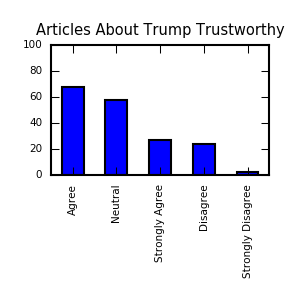 Articles About Trump Trustworthy
100
80
60
40
20
0
Agree
Neutral
Strongly Agree
Disagree
Strongly Disagree